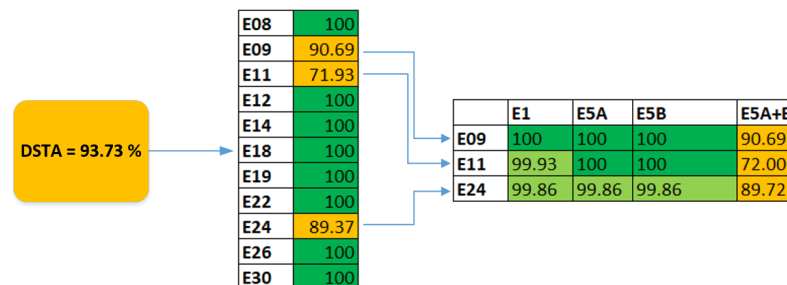 DSTA = 93.73 %
E08 100
E09 90.69
E11 71.93
E12 100
E14 100
E18 100
E19 100
E22 100
E24 89.37
E26 100
E30 100
E1 E5A E5B E5A+E
E09 100 100 100 90.69
E11 99.93 100 100 72.00
E24 99.86 99.86 99.86 89.72